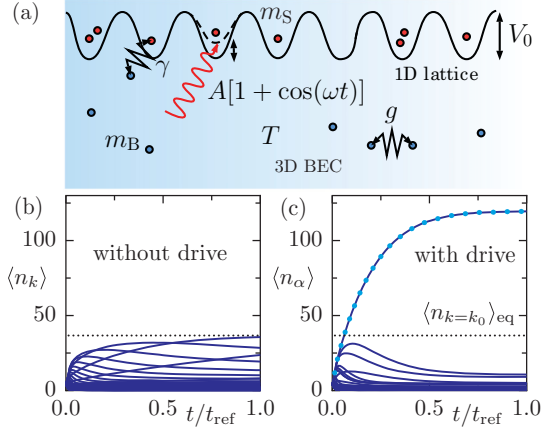 (a)
m_S
V_0
γ
1D lattice
A[1 + cos(ωt)]
g
m_B
T
3D BEC
(b)
(c)
100
100
without drive
with drive
⟨n_k⟩
⟨n_α⟩
50
50
⟨n_{k=k_0}⟩_eq
0
0
0.0
0.5
t/t_ref
1.0
0.0
0.5
t/t_ref
1.0